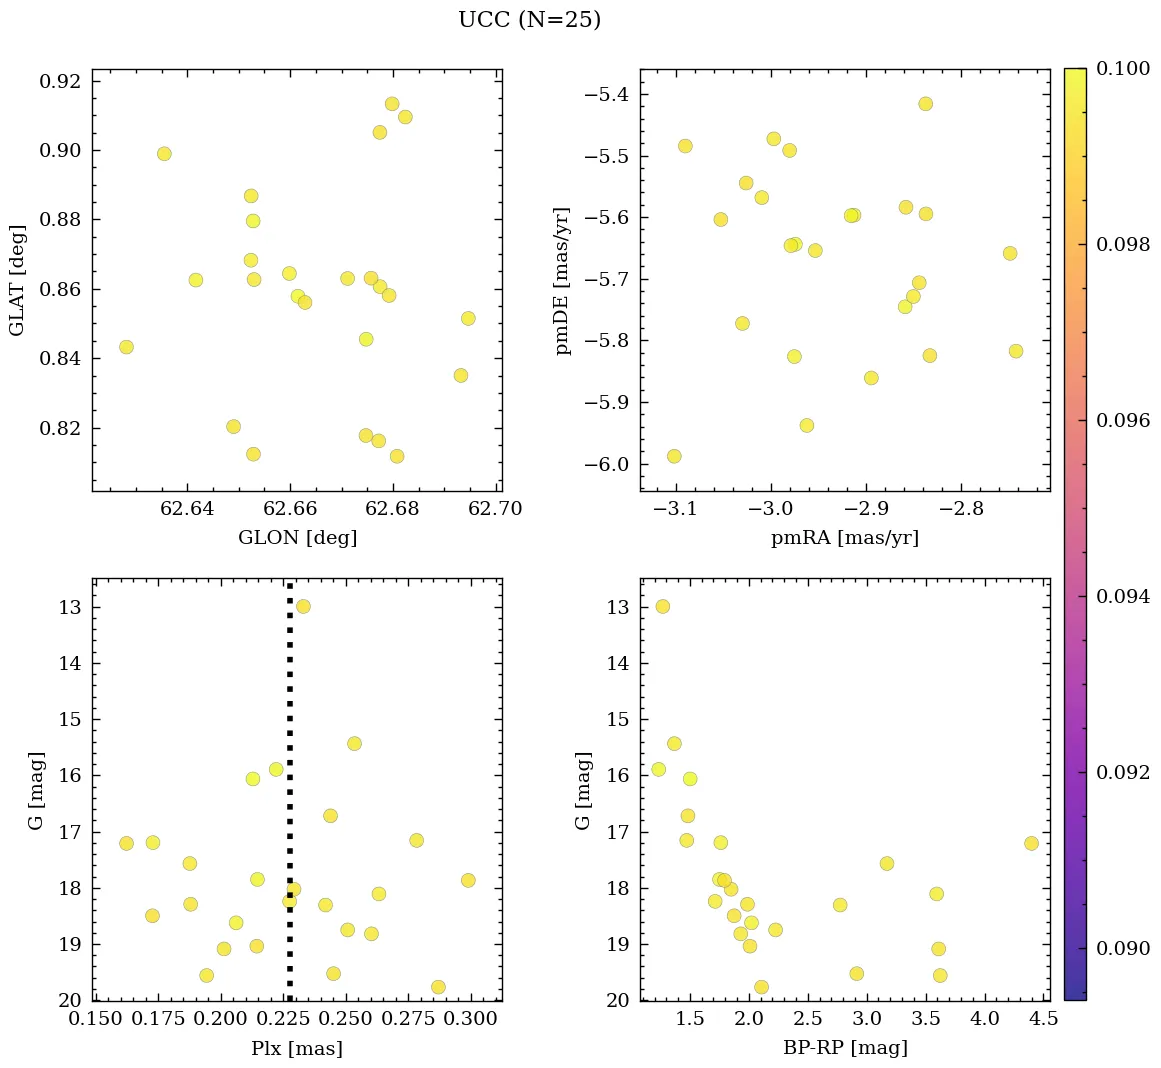 UCC (N=25)
0.92
0.90
0.88
0.86
0.84
0.82
GLAT [deg]
62.64 62.66 62.68 62.70
GLON [deg]
−5.4
−5.5
−5.6
−5.7
−5.8
−5.9
−6.0
pmDE [mas/yr]
−3.1 −3.0 −2.9 −2.8
pmRA [mas/yr]
13
14
15
16
17
18
19
20
G [mag]
0.150 0.175 0.200 0.225 0.250 0.275 0.300
Plx [mas]
13
14
15
16
17
18
19
20
G [mag]
1.5 2.0 2.5 3.0 3.5 4.0 4.5
BP-RP [mag]
0.100
0.098
0.096
0.094
0.092
0.090